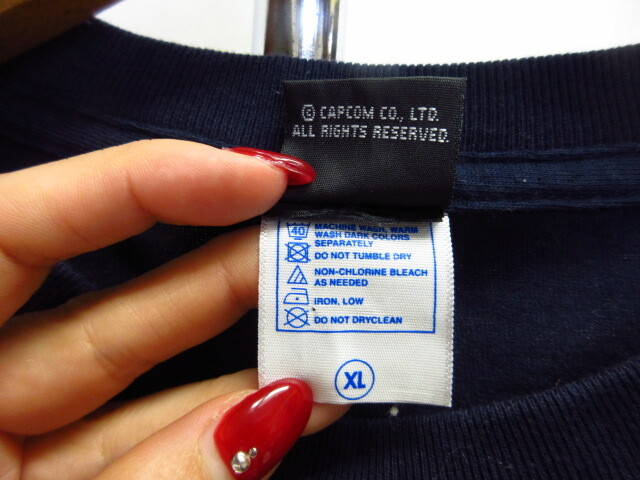 © CAPCOM CO., LTD.
ALL RIGHTS RESERVED.
40 MACHINE WASH, WARM
WASH DARK COLORS
SEPARATELY
DO NOT TUMBLE DRY
NON-CHLORINE BLEACH
AS NEEDED
IRON, LOW
DO NOT DRYCLEAN
XL